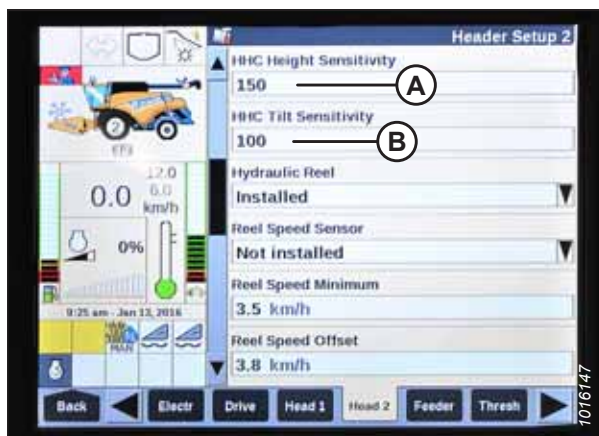 Header Setup 2
HHC Height Sensitivity
150
A
HHC Tilt Sensitivity
100
B
Hydraulic Reel
Installed
Reel Speed Sensor
Not installed
Reel Speed Minimum
3.5 km/h
Reel Speed Offset
3.8 km/h
2
12.0
0.0
6.0
km/h
0%
9:25 am - Jan 13, 2016
MAN
Back
Electr
Drive
Head 1
Head 2
Feeder
Thresh
1016147